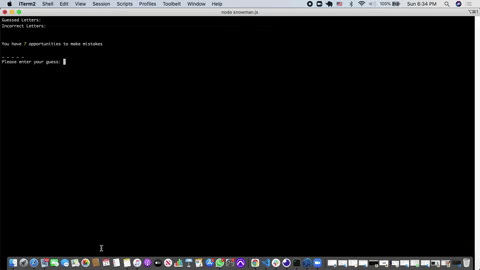 iTerm2 Shell Edit View Session Scripts Profiles Toolbelt Window Help 100% Sun 6:34 PM
node snowman.js
Guessed Letters:
Incorrect Letters:
You have 7 opportunities to make mistakes
_ _ _ _ _
Please enter your guess: